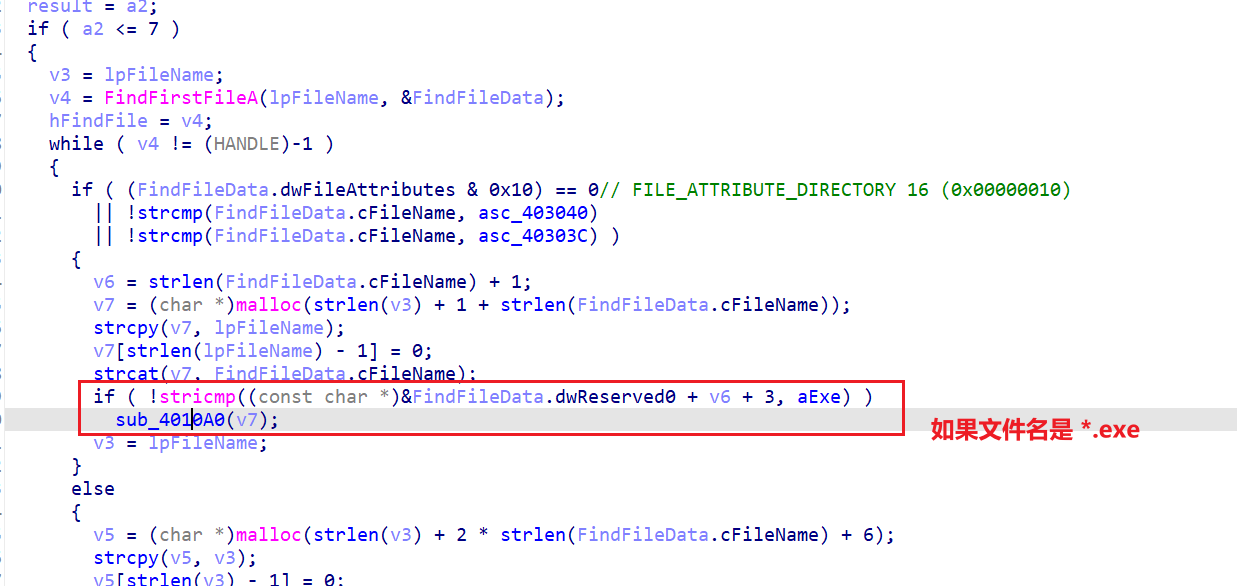 result = a2;
if ( a2 <= 7 )
{
v3 = lpFileName;
v4 = FindFirstFileA(lpFileName, &FindFileData);
hFindFile = v4;
while ( v4 != (HANDLE)-1 )
{
if ( (FindFileData.dwFileAttributes & 0x10) == 0// FILE_ATTRIBUTE_DIRECTORY 16 (0x00000010)
|| !strcmp(FindFileData.cFileName, asc_403040)
|| !strcmp(FindFileData.cFileName, asc_40303C) )
{
v6 = strlen(FindFileData.cFileName) + 1;
v7 = (char *)malloc(strlen(v3) + 1 + strlen(FindFileData.cFileName));
strcpy(v7, lpFileName);
v7[strlen(lpFileName) - 1] = 0;
strcat(v7, FindFileData.cFileName);
if ( !stricmp((const char *)&FindFileData.dwReserved0 + v6 + 3, aExe) )
sub_4010A0(v7);
如果文件名是 *.exe
v3 = lpFileName;
}
else
{
v5 = (char *)malloc(strlen(v3) + 2 * strlen(FindFileData.cFileName) + 6);
strcpy(v5, v3);
v5[strlen(v3) - 1] = 0;